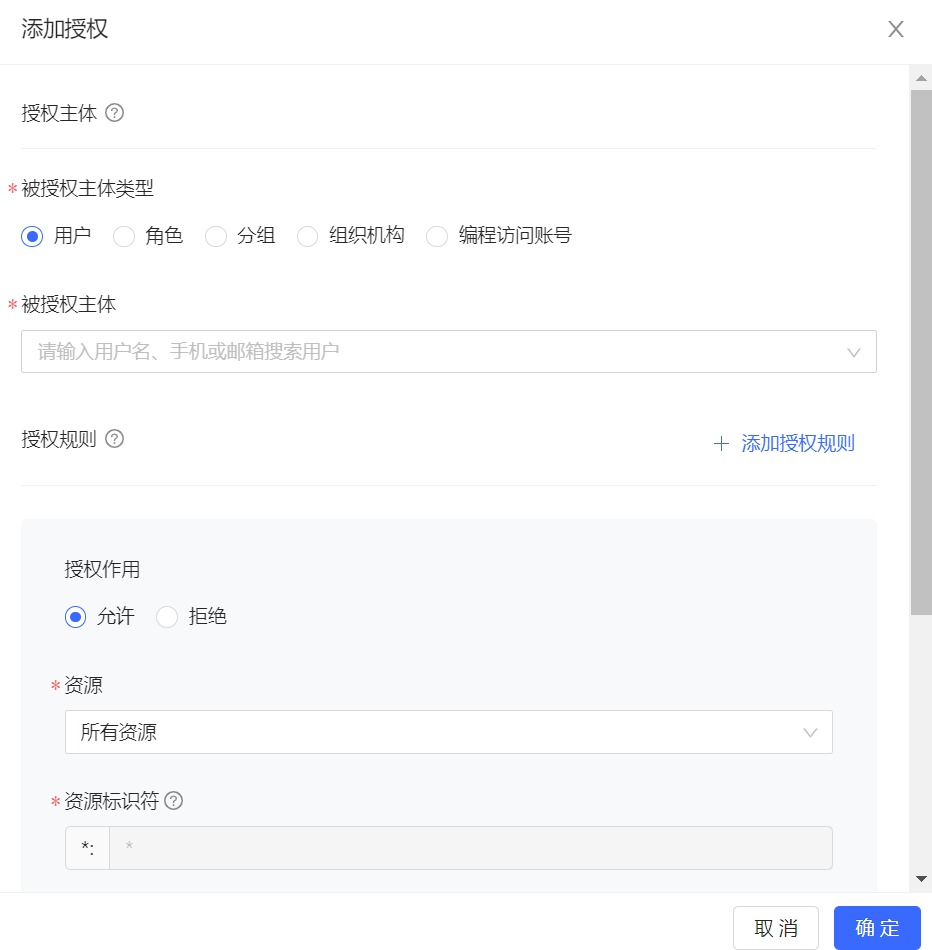 添加授权
授权主体
* 被授权主体类型
用户 角色 分组 组织机构 编程访问账号
* 被授权主体
请输入用户名、手机或邮箱搜索用户
授权规则 + 添加授权规则
授权作用
允许 拒绝
* 资源
所有资源
* 资源标识符
*: *
取 消 确 定